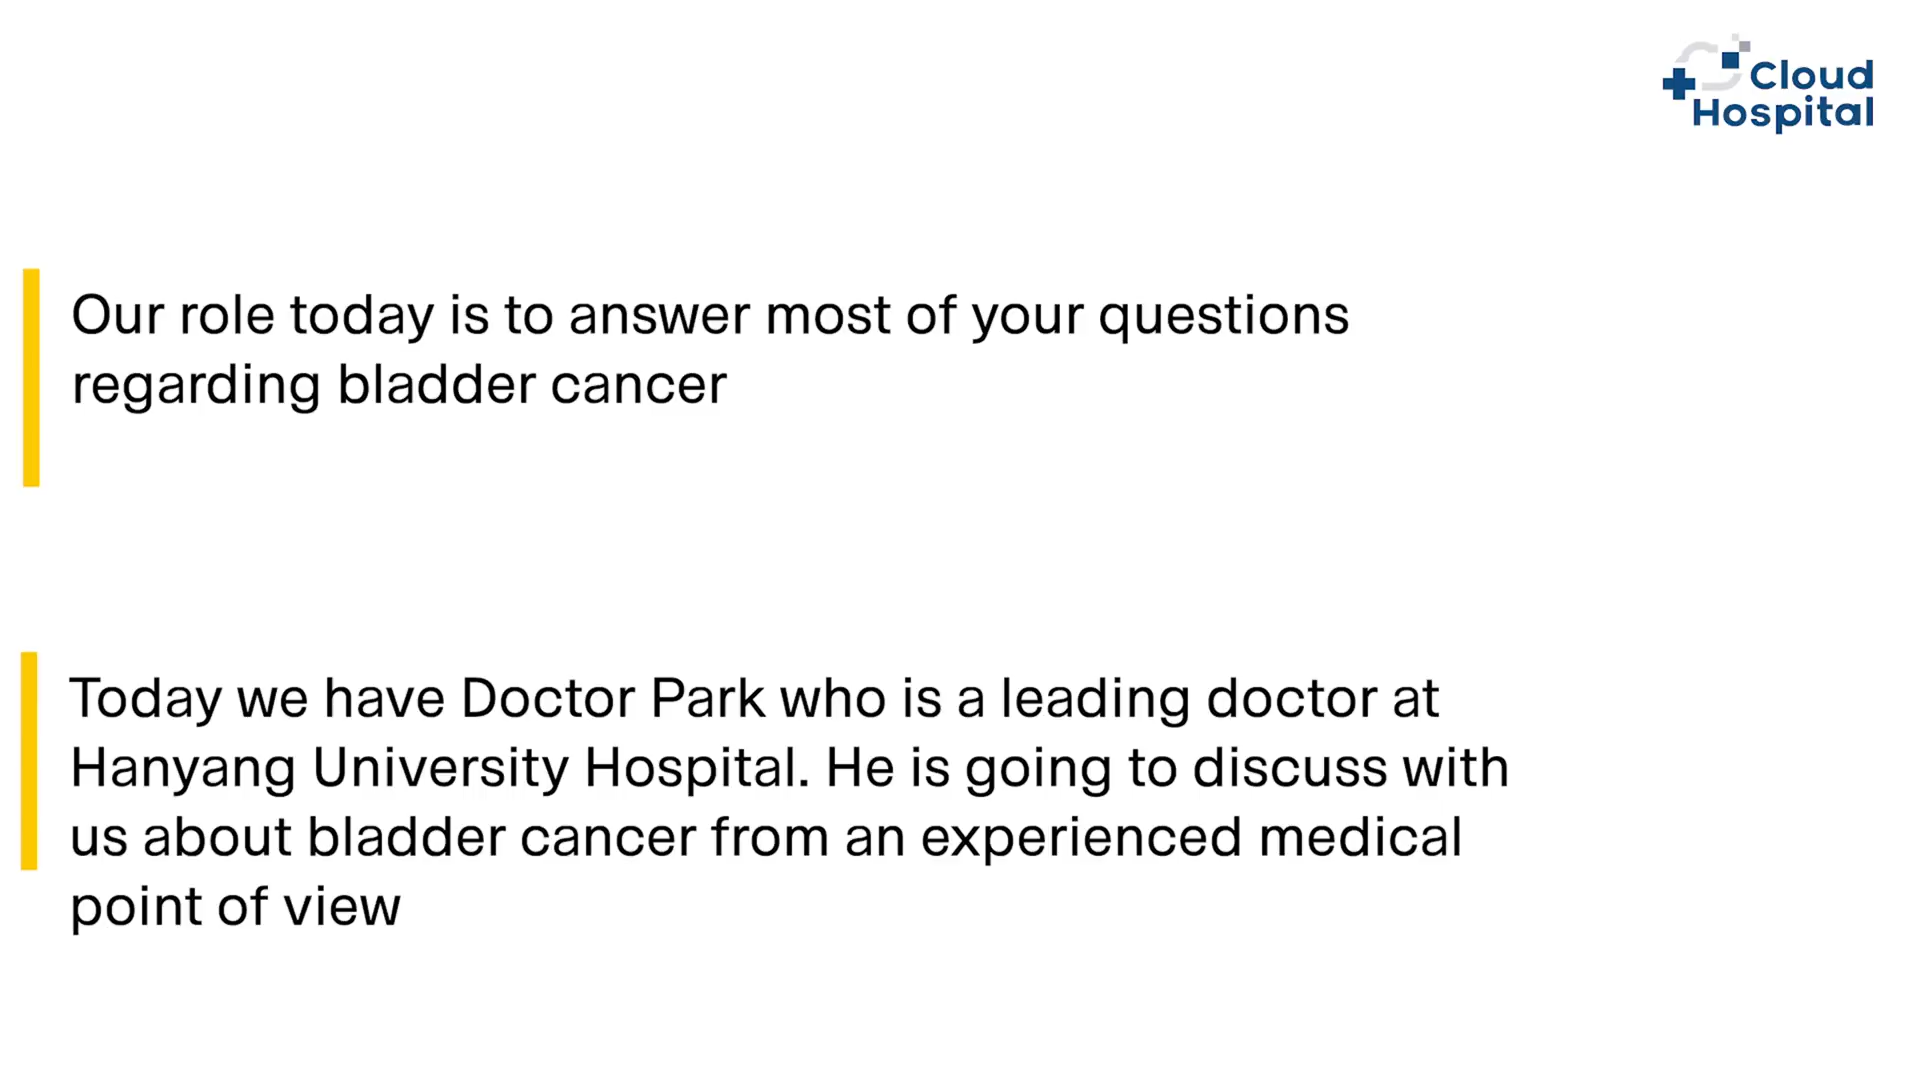 Cloud
Hospital
Our role today is to answer most of your questions
regarding bladder cancer
Today we have Doctor Park who is a leading doctor at
Hanyang University Hospital. He is going to discuss with
us about bladder cancer from an experienced medical
point of view